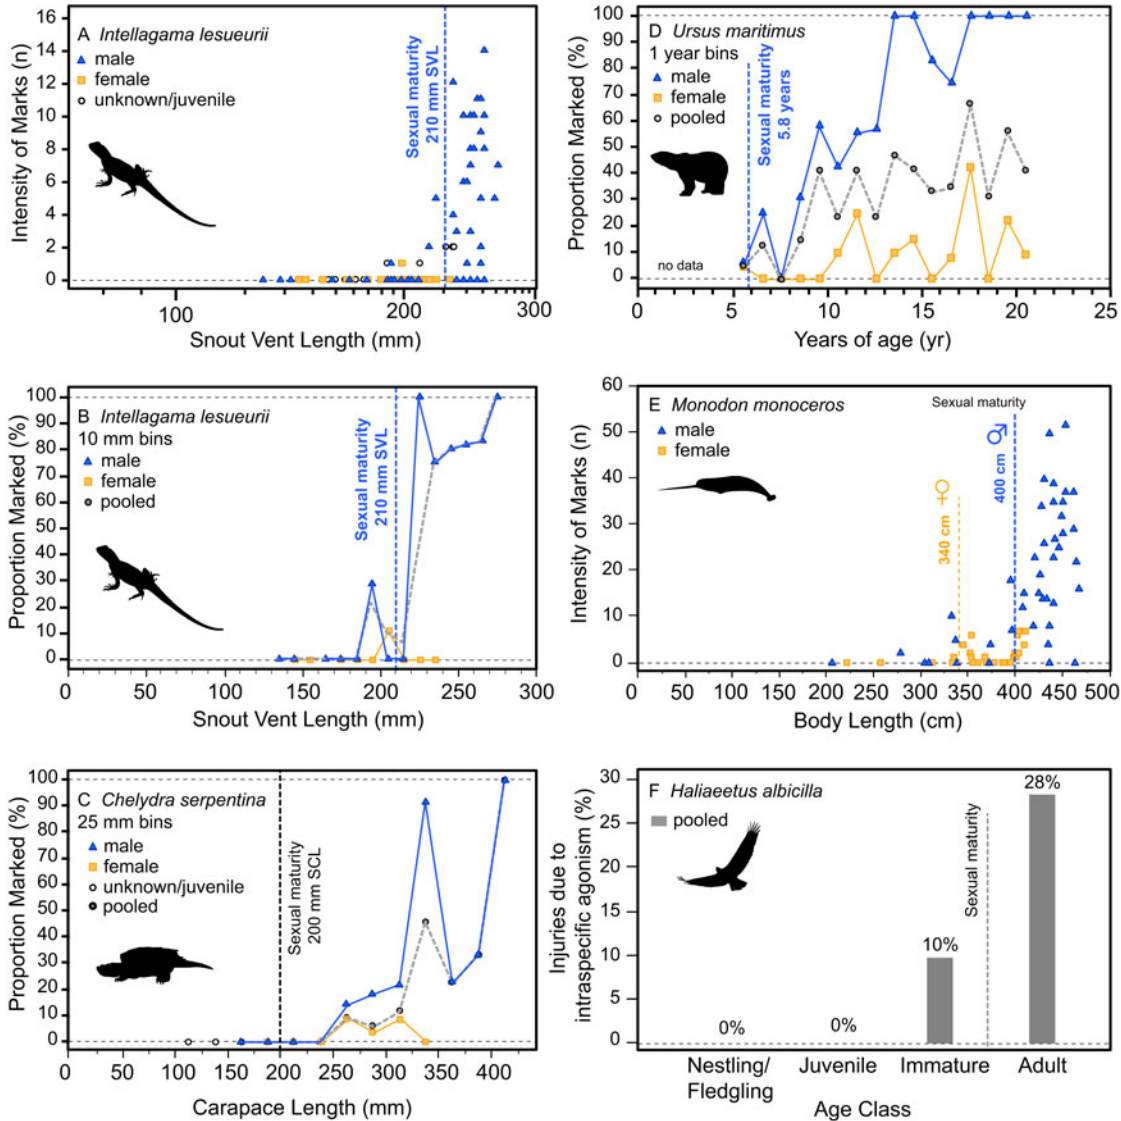 A Intellagama lesueurii
male
female
unknown/juvenile
Sexual maturity
210 mm SVL
Intensity of Marks (n)
16
14
12
10
8
6
4
2
0
100
200
300
Snout Vent Length (mm)
D Ursus maritimus
1 year bins
male
female
pooled
Sexual maturity
5.8 years
no data
Proportion Marked (%)
100
90
80
70
60
50
40
30
20
10
0
0
5
10
15
20
25
Years of age (yr)
B Intellagama lesueurii
10 mm bins
male
female
pooled
Sexual maturity
210 mm SVL
Proportion Marked (%)
100
90
80
70
60
50
40
30
20
10
0
0
50
100
150
200
250
300
Snout Vent Length (mm)
E Monodon monoceros
male
female
Sexual maturity
♀
340 cm
♂
400 cm
Intensity of Marks (n)
60
50
40
30
20
10
0
0
50
100
150
200
250
300
350
400
450
500
Body Length (cm)
C Chelydra serpentina
25 mm bins
male
female
unknown/juvenile
pooled
Sexual maturity
200 mm SCL
Proportion Marked (%)
100
90
80
70
60
50
40
30
20
10
0
0
50
100
150
200
250
300
350
400
Carapace Length (mm)
F Haliaeetus albicilla
pooled
Sexual maturity
Injuries due to
intraspecific agonism (%)
30
25
20
15
10
5
0
0%
0%
10%
28%
Nestling/
Fledgling
Juvenile
Immature
Adult
Age Class